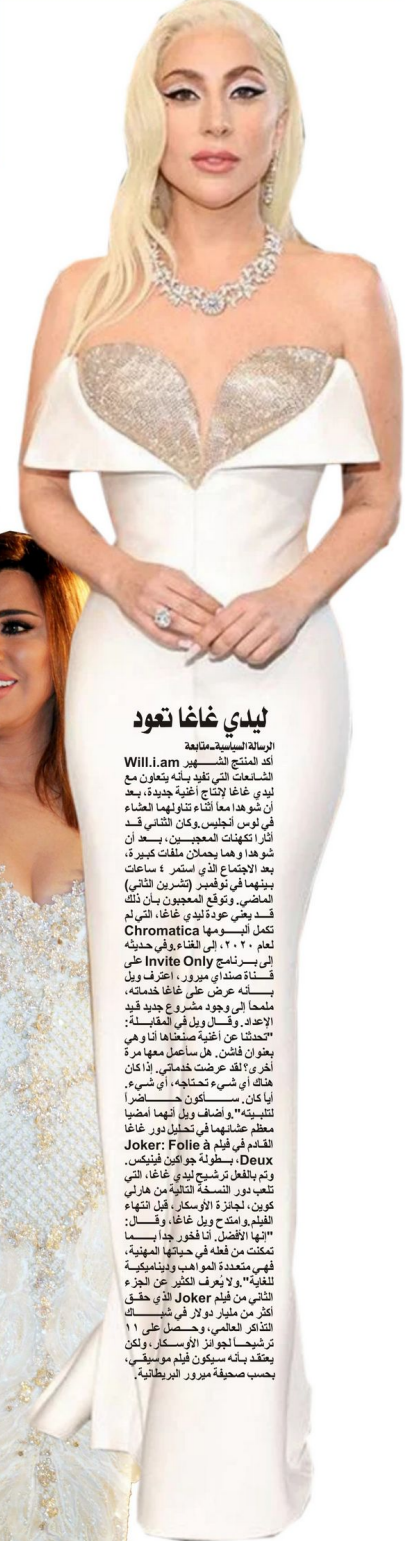 ليدي غاغا تعود
الرسالة السياسية_متابعة
أكد المنتج الشهير Will.i.am
الشائعات التي تفيد بأنه يتعاون مع
ليدي غاغا لإنتاج أغنية جديدة، بعد
أن شوهدا معاً أثناء تناولهما العشاء
في لوس أنجليس.وكان الثنائي قد
أثارا تكهنات المعجبين، بعد أن
شوهدا وهما يحملان ملفات كبيرة،
بعد الاجتماع الذي استمر ٤ ساعات
بينهما في نوفمبر (تشرين الثاني)
الماضي. وتوقع المعجبون بأن ذلك
قد يعني عودة ليدي غاغا، التي لم
تكمل ألبومها Chromatica
لعام ٢٠٢٠، إلى الغناء.وفي حديثه
إلى برنامج Invite Only على
قناة صنداي ميرور، اعترف ويل
بأنه عرض على غاغا خدماته،
ملمحاً إلى وجود مشروع جديد قيد
الإعداد. وقال ويل في المقابلة:
"تحدثنا عن أغنية صنعناها أنا وهي
بعنوان فاشن. هل سأعمل معها مرة
أخرى؟ لقد عرضت خدماتي. إذا كان
هناك أي شيء تحتاجه، أي شيء.
أيا كان. سأكون حاضراً
لتلبيته".وأضاف ويل أنهما أمضيا
معظم عشائهما في تحليل دور غاغا
القادم في فيلم Joker: Folie à
Deux، بطولة جواكين فينيكس.
وتم بالفعل ترشيح ليدي غاغا، التي
تلعب دور النسخة التالية من هارلي
كوين، لجائزة الأوسكار، قبل انتهاء
الفيلم.وامتدح ويل غاغا، وقال:
"إنها الأفضل. أنا فخور جداً بما
تمكنت من فعله في حياتها المهنية،
فهي متعددة المواهب وديناميكية
للغاية".ولا يُعرف الكثير عن الجزء
الثاني من فيلم Joker الذي حقق
أكثر من مليار دولار في شباك
التذاكر العالمي، وحصل على ١١
ترشيحاً لجوائز الأوسكار، ولكن
يعتقد بأنه سيكون فيلم موسيقي،
بحسب صحيفة ميرور البريطانية.